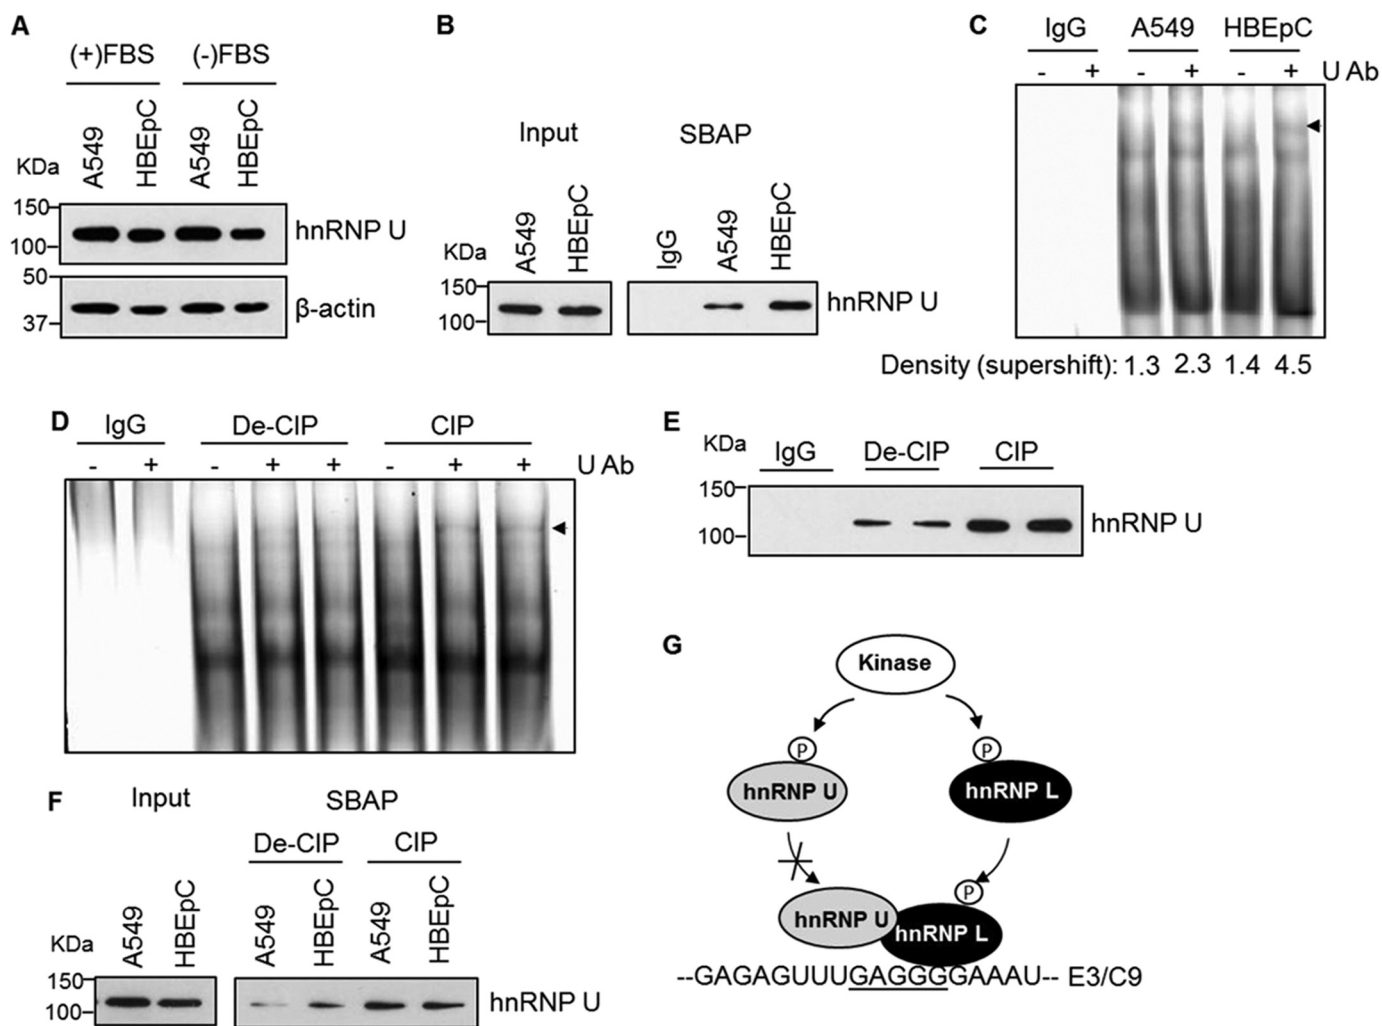 A
(+)FBS (-)FBS
A549 HBEpC A549 HBEpC
KDa
150
hnRNP U
100
50
β-actin
37
B
Input SBAP
KDa A549 HBEpC IgG A549 HBEpC
150
hnRNP U
100
C
IgG A549 HBEpC
- + - + - + U Ab
Density (supershift): 1.3 2.3 1.4 4.5
D
IgG De-CIP CIP
- + - + + - + + U Ab
E
KDa IgG De-CIP CIP
150
hnRNP U
100
F
Input SBAP
De-CIP CIP
KDa A549 HBEpC A549 HBEpC A549 HBEpC
150
hnRNP U
100
G
Kinase
P P
hnRNP U hnRNP L
P
hnRNP U hnRNP L
--GAGAGUUUGAGGGGAAAU-- E3/C9